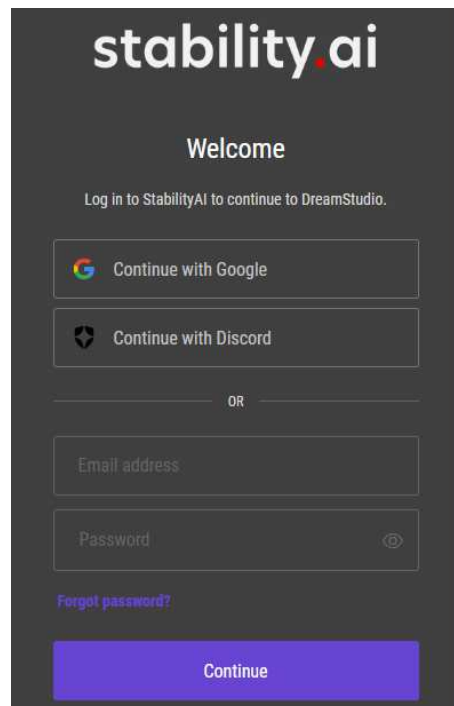 stability.ai
Welcome
Log in to StabilityAI to continue to DreamStudio.
Continue with Google
Continue with Discord
OR
Email address
Password
Forgot password?
Continue